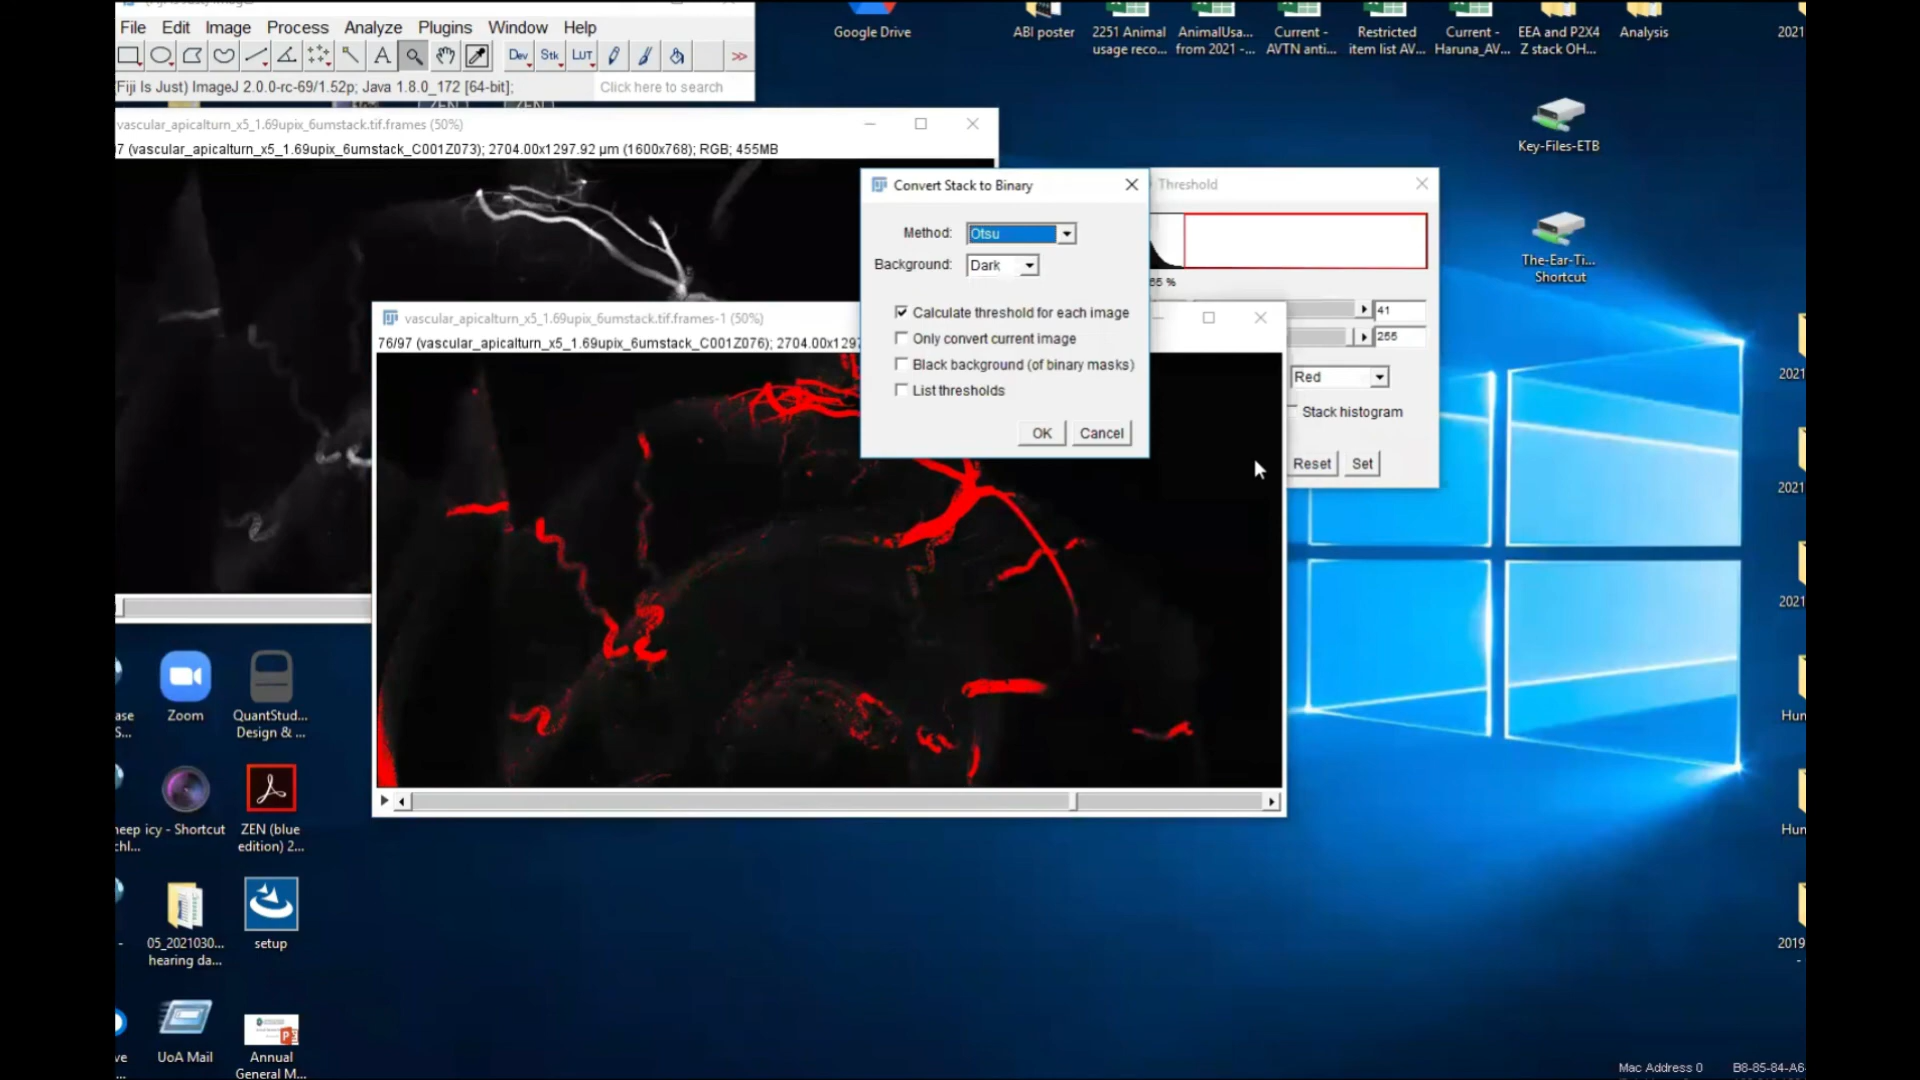 File Edit Image Process Analyze Plugins Window Help
Dev Stk LUT
(Fiji Is Just) ImageJ 2.0.0-rc-69/1.52p; Java 1.8.0_172 [64-bit];
Click here to search
vascular_apicalturn_x5_1.69upix_6umstack.tif.frames (50%)
7 (vascular_apicalturn_x5_1.69upix_6umstack_C001Z073); 2704.00x1297.92 µm (1600x768); RGB; 455MB
Google Drive
ABI poster
2251 Animal
usage reco...
AnimalUsa...
from 2021 -...
Current -
AVTN anti...
Restricted
item list AV...
Current -
Haruna_AV...
EEA and P2X4
Z stack OH...
Analysis
2021
Key-Files-ETB
The-Ear-Ti...
Shortcut
Convert Stack to Binary
Method: Otsu
Background: Dark
Calculate threshold for each image
Only convert current image
Black background (of binary masks)
List thresholds
OK Cancel
Threshold
41
255
Red
Stack histogram
Reset Set
vascular_apicalturn_x5_1.69upix_6umstack.tif.frames-1 (50%)
76/97 (vascular_apicalturn_x5_1.69upix_6umstack_C001Z076); 2704.00x1297
2021
2021
2021
Hun
Hun
2019
-
ase
S...
Zoom
QuantStud...
Design & ...
icy - Shortcut
ZEN (blue
edition) 2...
05_2021030...
hearing da...
setup
UoA Mail
Annual
General M...
Mac Address 0 B8-85-84-A6